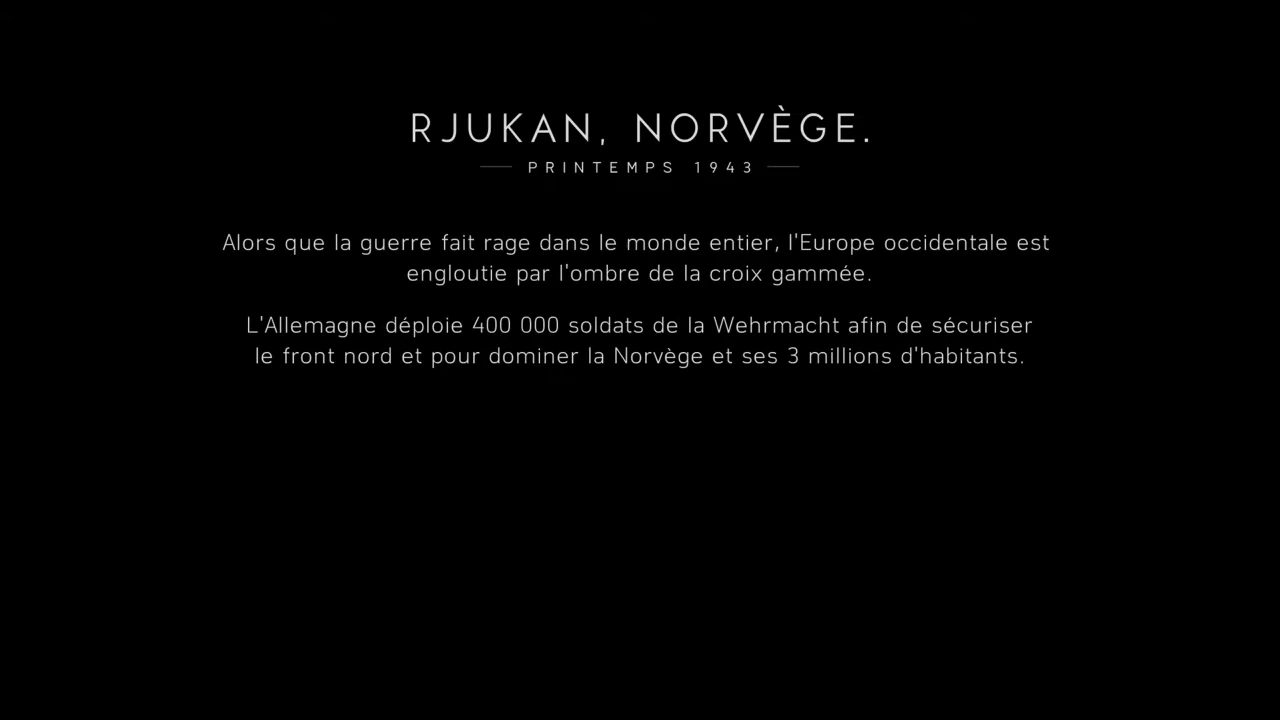 RJUKAN, NORVÈGE.
PRINTEMPS 1943
Alors que la guerre fait rage dans le monde entier, l'Europe occidentale est
engloutie par l'ombre de la croix gammée.
L'Allemagne déploie 400 000 soldats de la Wehrmacht afin de sécuriser
le front nord et pour dominer la Norvège et ses 3 millions d'habitants.